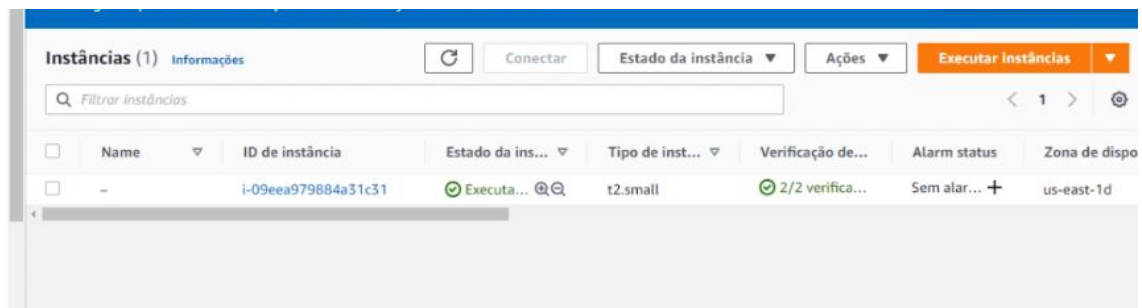 Instâncias (1) Informações Conectar Estado da instância Ações Executar instâncias
Filtrar instâncias 1
Name ID de instância Estado da ins... Tipo de inst... Verificação de... Alarm status Zona de dispo
– i-09eea979884a31c31 Executa... t2.small 2/2 verifica... Sem alar... + us-east-1d